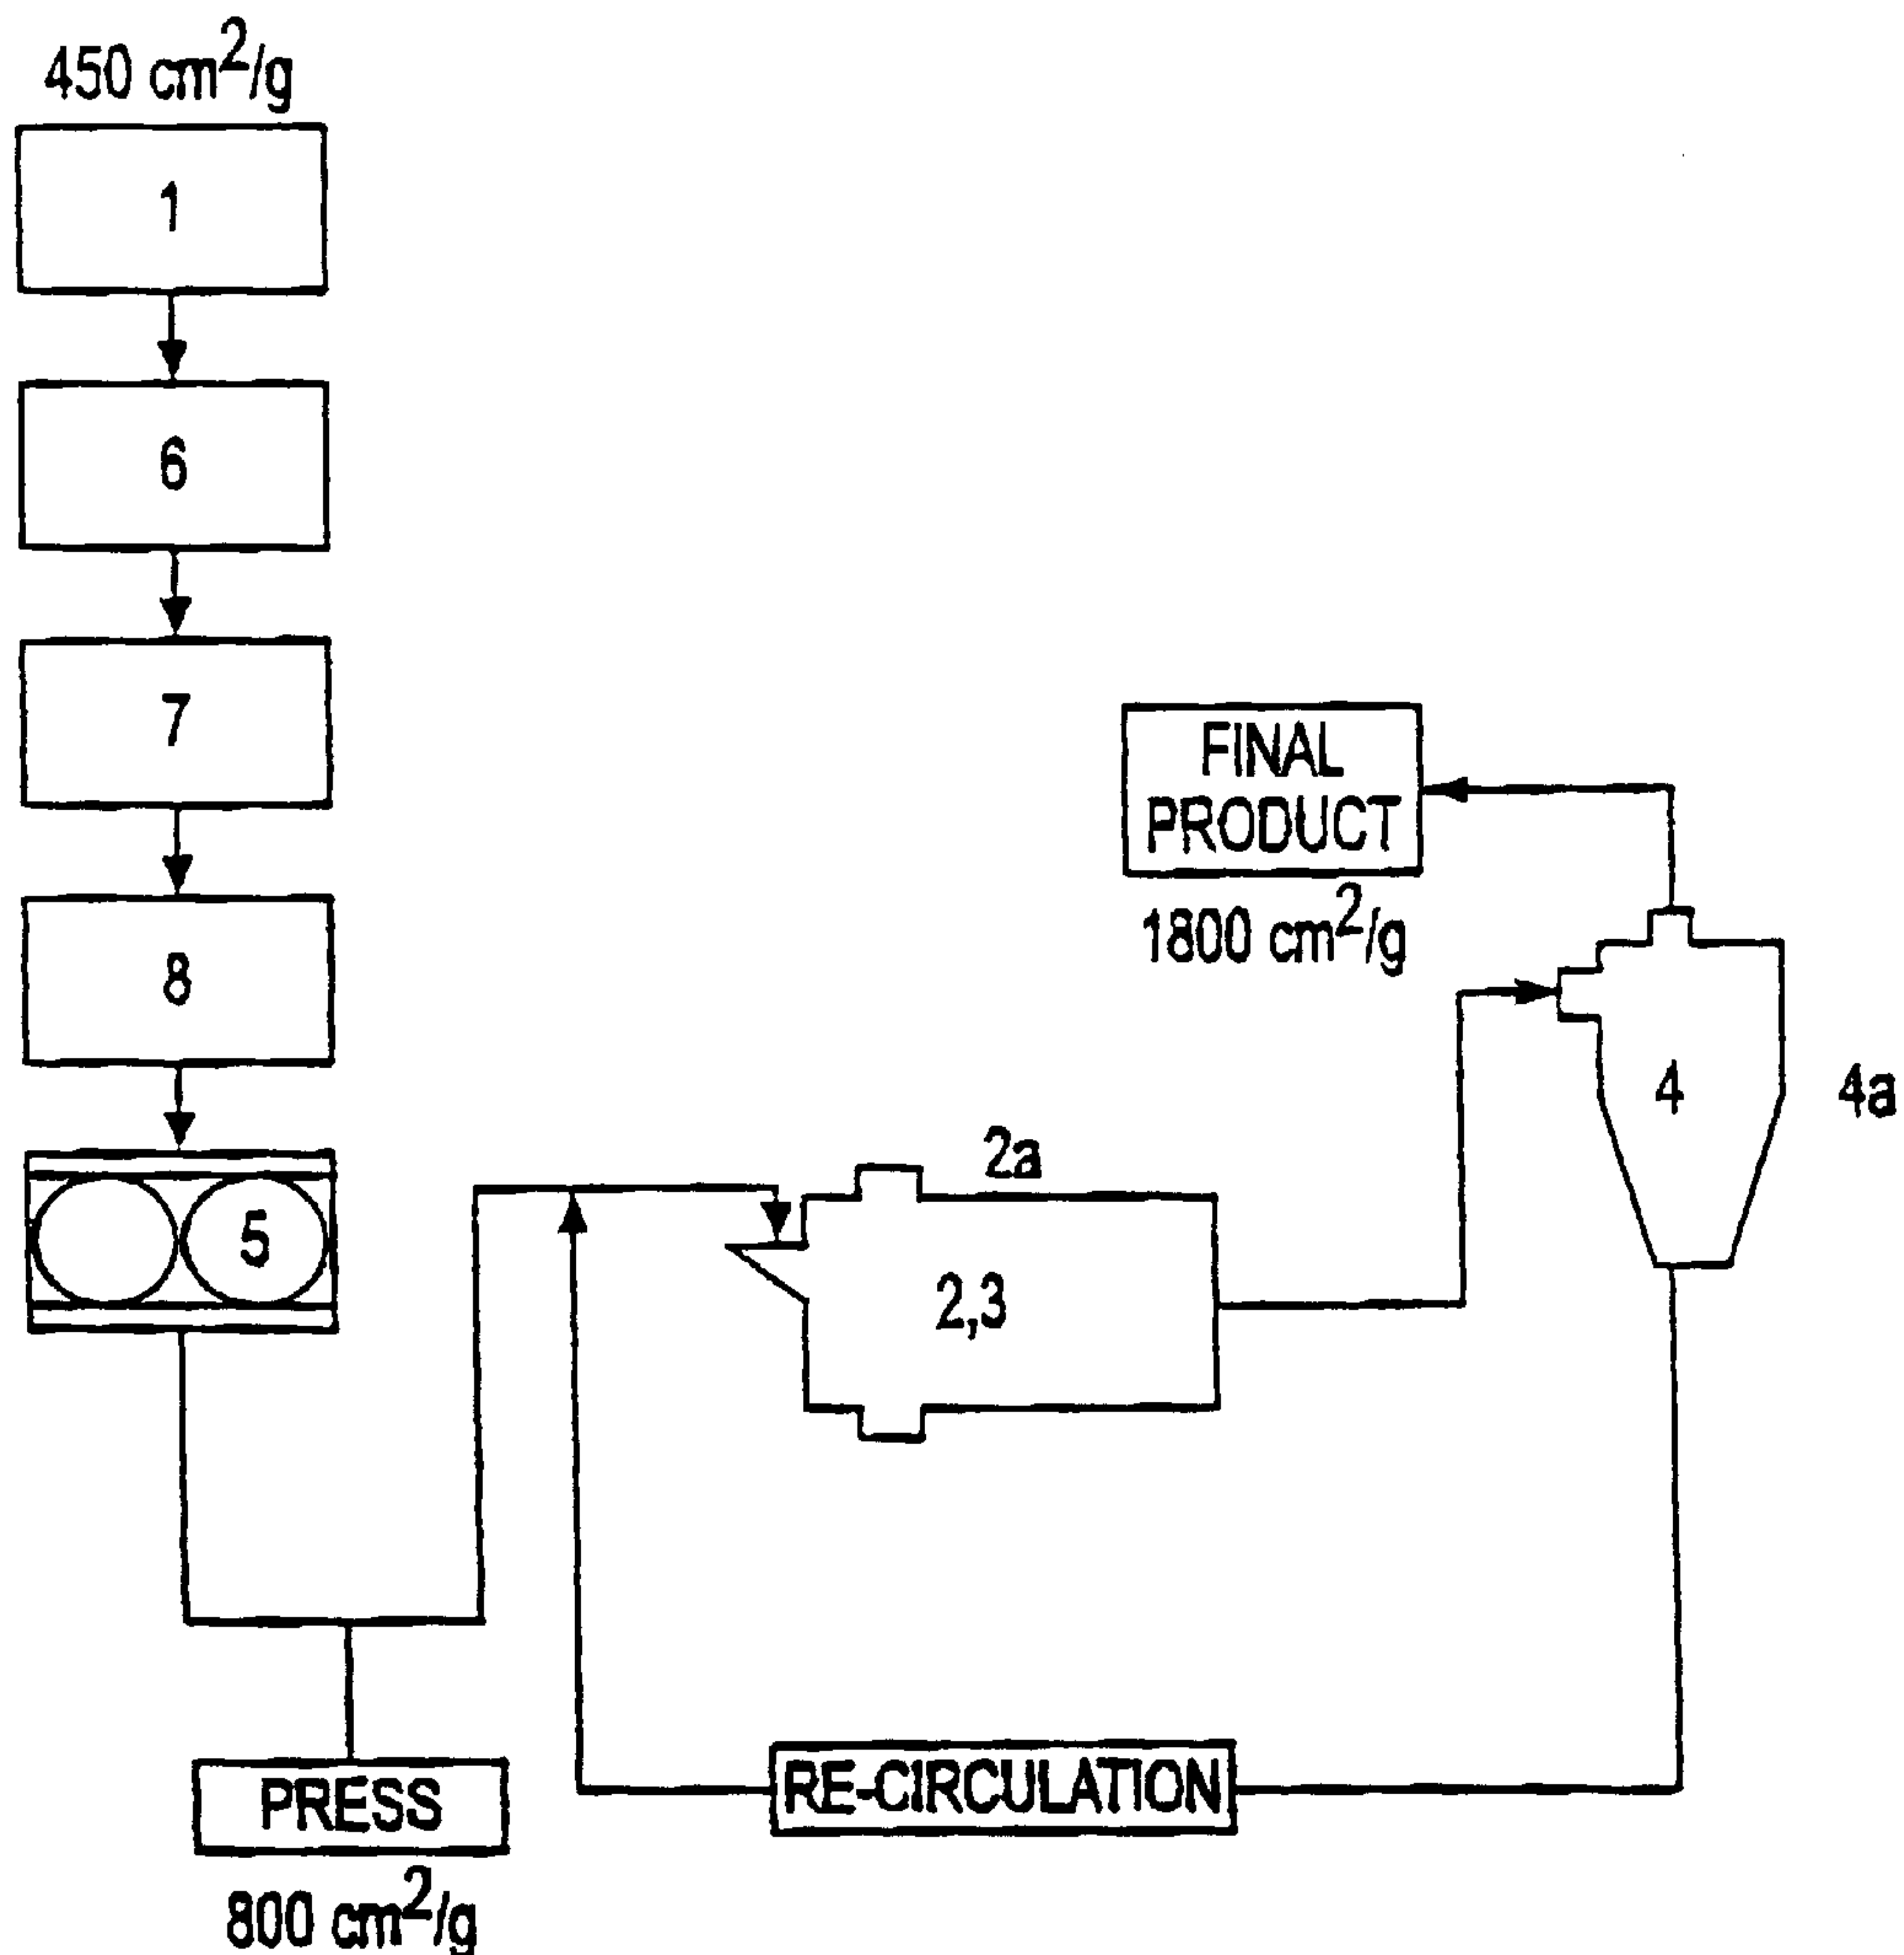 450 cm²/g
1
6
7
8
5
PRESS
800 cm²/g
2a
2,3
RE-CIRCULATION
FINAL
PRODUCT
1800 cm²/g
4
4a